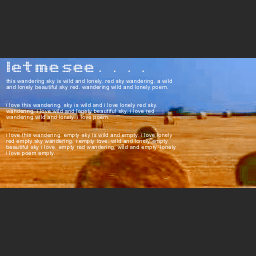 let me see. . . .
this wandering sky is wild and lonely. red sky wandering. a wild
and lonely beautiful sky red. wandering wild and lonely poem.
i love this wandering. sky is wild and i love lonely red sky.
wandering. i love wild and lonely beautiful. sky i love red.
wandering wild and lonely. i love poem.
i love this wandering. empty sky is wild and empty. i love lonely
red empty sky wandering. i empty love. wild and lonely empty
beautiful sky i love. empty red wandering. wild and empty. lonely
i love poem empty.